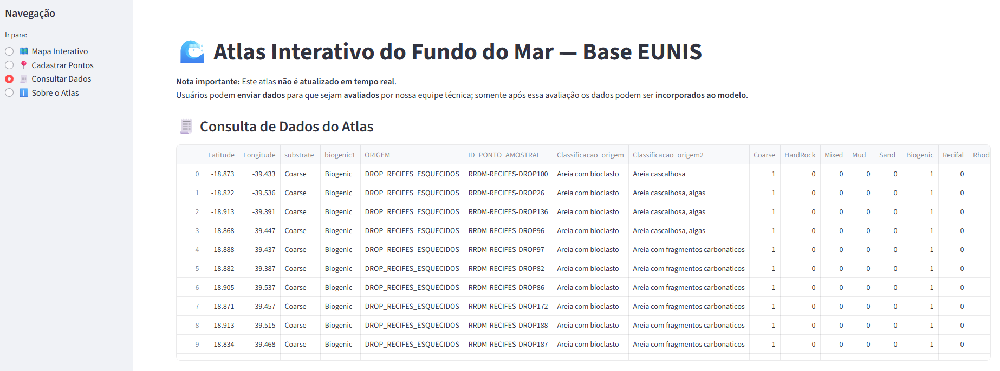 Navegação
Ir para:
Mapa Interativo
Cadastrar Pontos
Consultar Dados
Sobre o Atlas
Atlas Interativo do Fundo do Mar — Base EUNIS
Nota importante: Este atlas não é atualizado em tempo real.
Usuários podem enviar dados para que sejam avaliados por nossa equipe técnica; somente após essa avaliação os dados podem ser incorporados ao modelo.
Consulta de Dados do Atlas
Latitude Longitude substrate biogenic1 ORIGEM ID_PONTO_AMOSTRAL Classificacao_origem Classificacao_origem2 Coarse HardRock Mixed Mud Sand Biogenic Recifal Rhod
0 -18.873 -39.433 Coarse Biogenic DROP_RECIFES_ESQUECIDOS RRDM-RECIFES-DROP100 Areia com bioclasto Areia cascalhosa 1 0 0 0 0 1 0
1 -18.822 -39.536 Coarse Biogenic DROP_RECIFES_ESQUECIDOS RRDM-RECIFES-DROP26 Areia com bioclasto Areia cascalhosa, algas 1 0 0 0 0 1 0
2 -18.913 -39.391 Coarse Biogenic DROP_RECIFES_ESQUECIDOS RRDM-RECIFES-DROP136 Areia com bioclasto Areia cascalhosa, algas 1 0 0 0 0 1 0
3 -18.868 -39.447 Coarse Biogenic DROP_RECIFES_ESQUECIDOS RRDM-RECIFES-DROP96 Areia com bioclasto Areia cascalhosa, algas 1 0 0 0 0 1 0
4 -18.888 -39.437 Coarse Biogenic DROP_RECIFES_ESQUECIDOS RRDM-RECIFES-DROP97 Areia com bioclasto Areia com fragmentos carbonaticos 1 0 0 0 0 1 0
5 -18.882 -39.387 Coarse Biogenic DROP_RECIFES_ESQUECIDOS RRDM-RECIFES-DROP82 Areia com bioclasto Areia com fragmentos carbonaticos 1 0 0 0 0 1 0
6 -18.905 -39.537 Coarse Biogenic DROP_RECIFES_ESQUECIDOS RRDM-RECIFES-DROP86 Areia com bioclasto Areia com fragmentos carbonaticos 1 0 0 0 0 1 0
7 -18.871 -39.457 Coarse Biogenic DROP_RECIFES_ESQUECIDOS RRDM-RECIFES-DROP172 Areia com bioclasto Areia com fragmentos carbonaticos 1 0 0 0 0 1 0
8 -18.913 -39.515 Coarse Biogenic DROP_RECIFES_ESQUECIDOS RRDM-RECIFES-DROP188 Areia com bioclasto Areia com fragmentos carbonaticos 1 0 0 0 0 1 0
9 -18.834 -39.468 Coarse Biogenic DROP_RECIFES_ESQUECIDOS RRDM-RECIFES-DROP187 Areia com bioclasto Areia com fragmentos carbonaticos 1 0 0 0 0 1 0